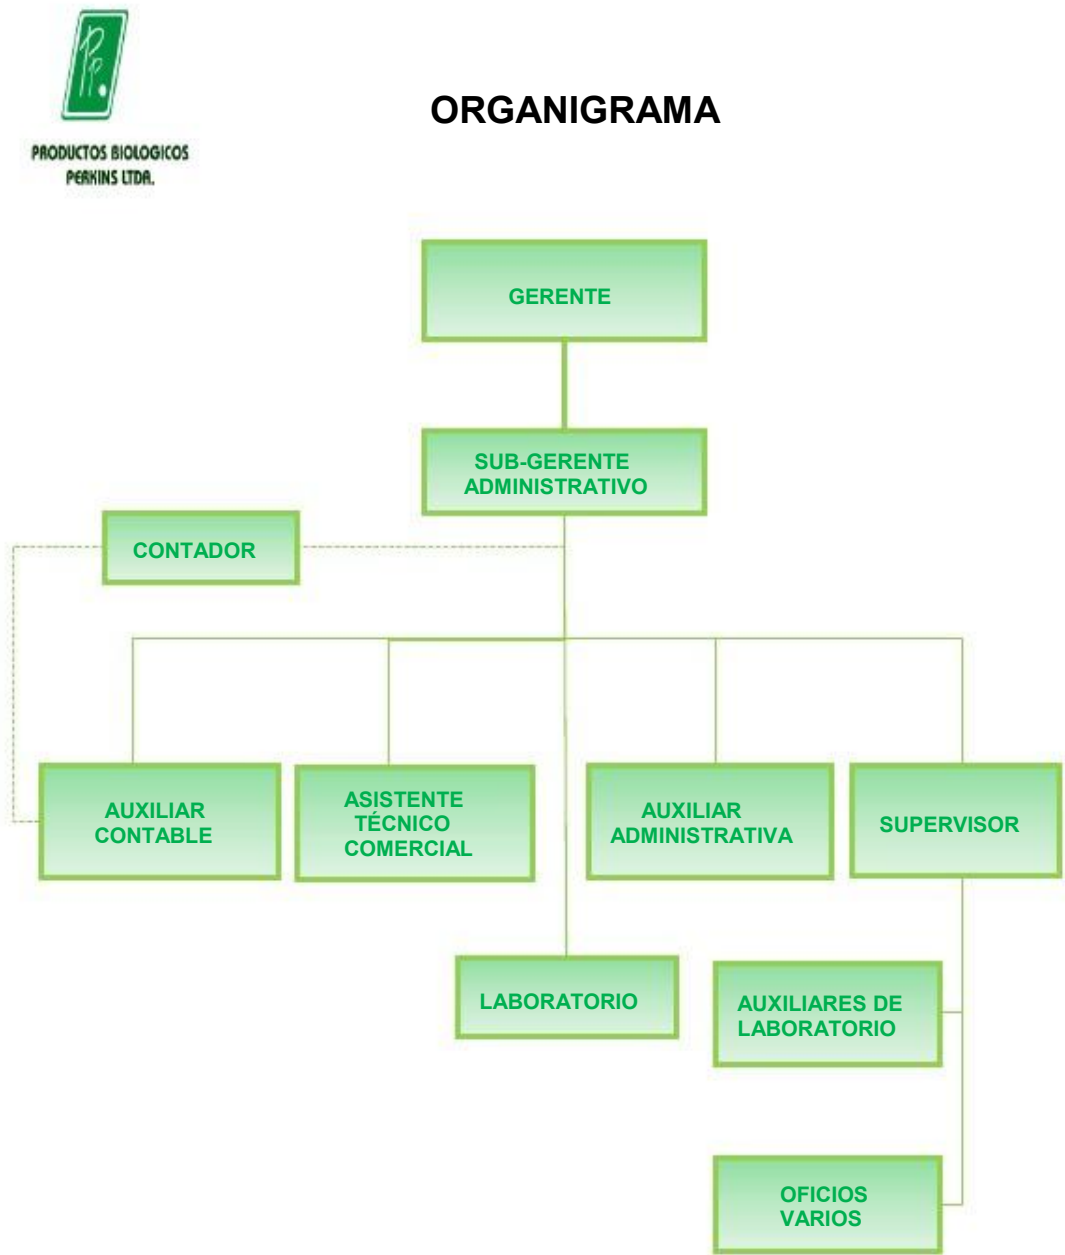 PRODUCTOS BIOLOGICOS
PERKINS LTDA.
ORGANIGRAMA
GERENTE
SUB-GERENTE
ADMINISTRATIVO
CONTADOR
AUXILIAR
CONTABLE
ASISTENTE
TÉCNICO
COMERCIAL
AUXILIAR
ADMINISTRATIVA
SUPERVISOR
LABORATORIO
AUXILIARES DE
LABORATORIO
OFICIOS
VARIOS